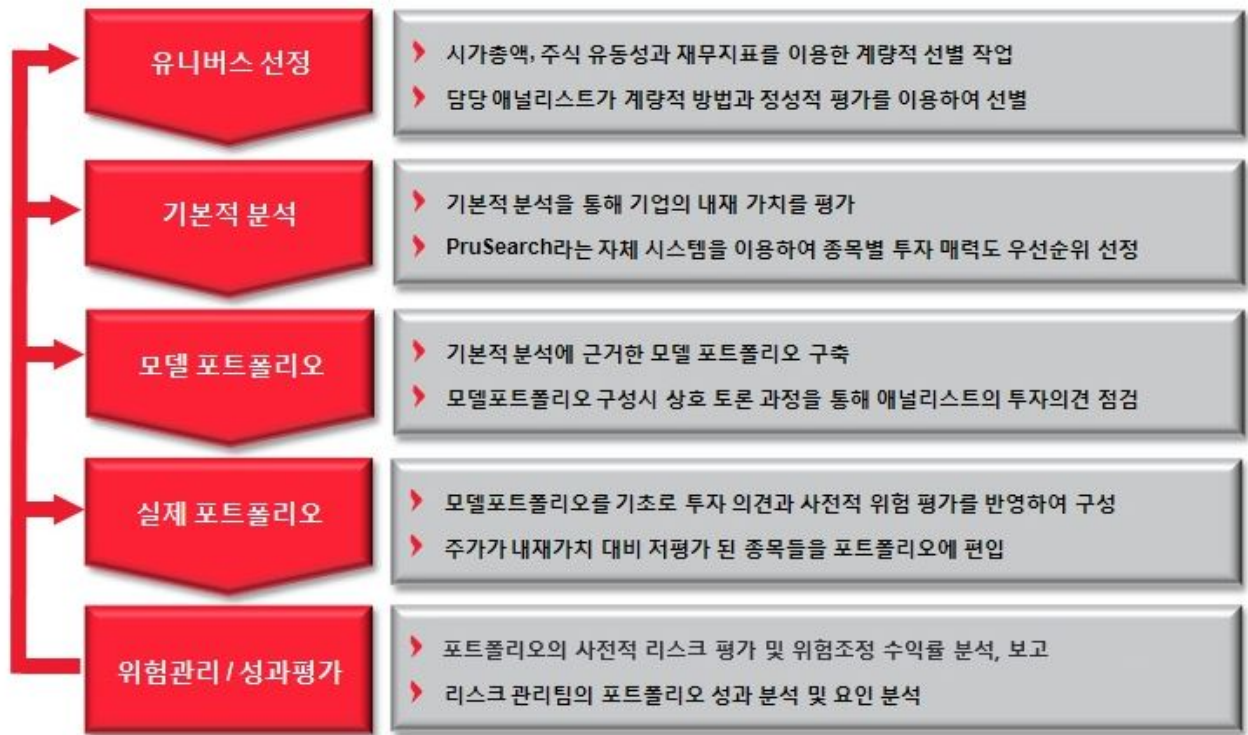 유니버스 선정
시가총액, 주식 유동성과 재무지표를 이용한 계량적 선별 작업
담당 애널리스트가 계량적 방법과 정성적 평가를 이용하여 선별
기본적 분석
기본적 분석을 통해 기업의 내재 가치를 평가
PruSearch라는 자체 시스템을 이용하여 종목별 투자 매력도 우선순위 선정
모델 포트폴리오
기본적 분석에 근거한 모델 포트폴리오 구축
모델포트폴리오 구성시 상호 토론 과정을 통해 애널리스트의 투자의견 점검
실제 포트폴리오
모델포트폴리오를 기초로 투자 의견과 사전적 위험 평가를 반영하여 구성
주가가 내재가치 대비 저평가 된 종목들을 포트폴리오에 편입
위험관리 / 성과평가
포트폴리오의 사전적 리스크 평가 및 위험조정 수익률 분석, 보고
리스크 관리팀의 포트폴리오 성과 분석 및 요인 분석